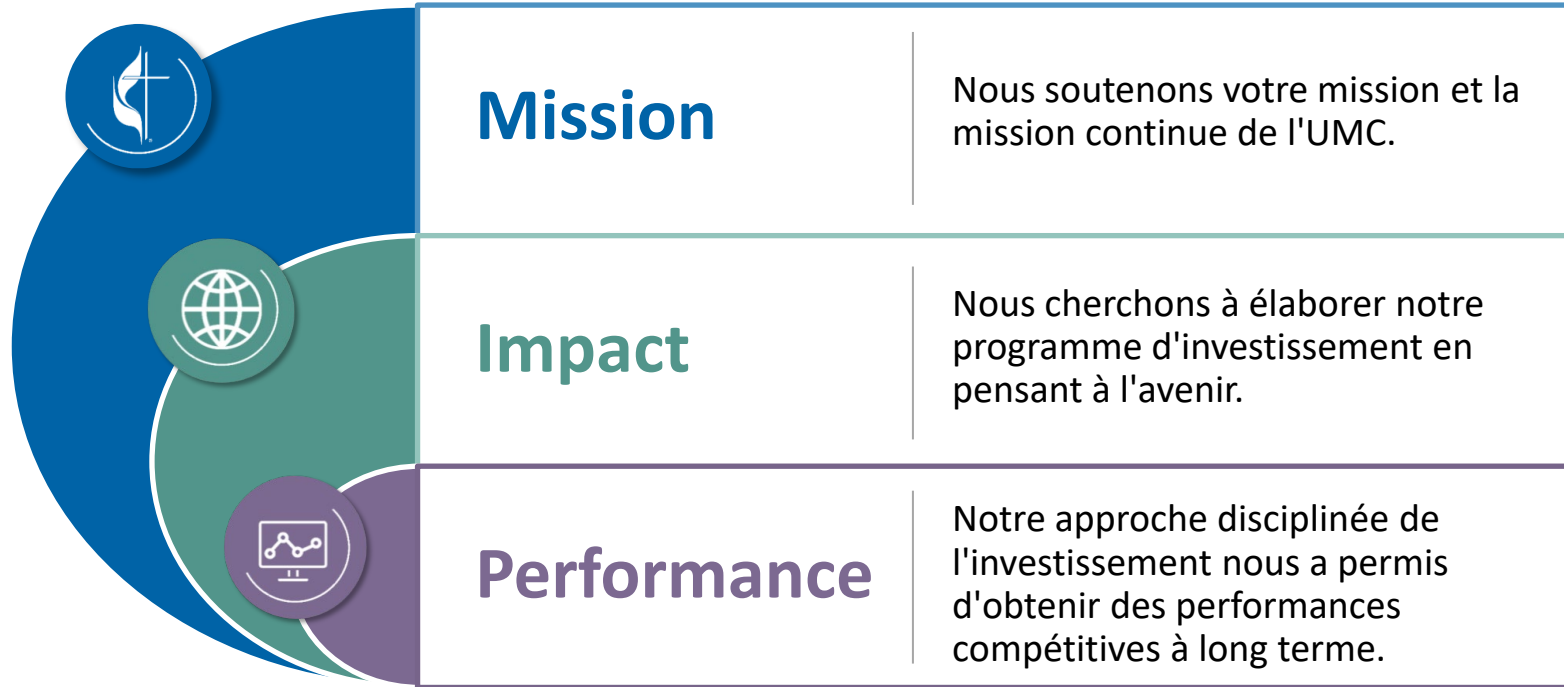 Mission
Nous soutenons votre mission et la
mission continue de l'UMC.
Impact
Nous cherchons à élaborer notre
programme d'investissement en
pensant à l'avenir.
Performance
Notre approche disciplinée de
l'investissement nous a permis
d'obtenir des performances
compétitives à long terme.